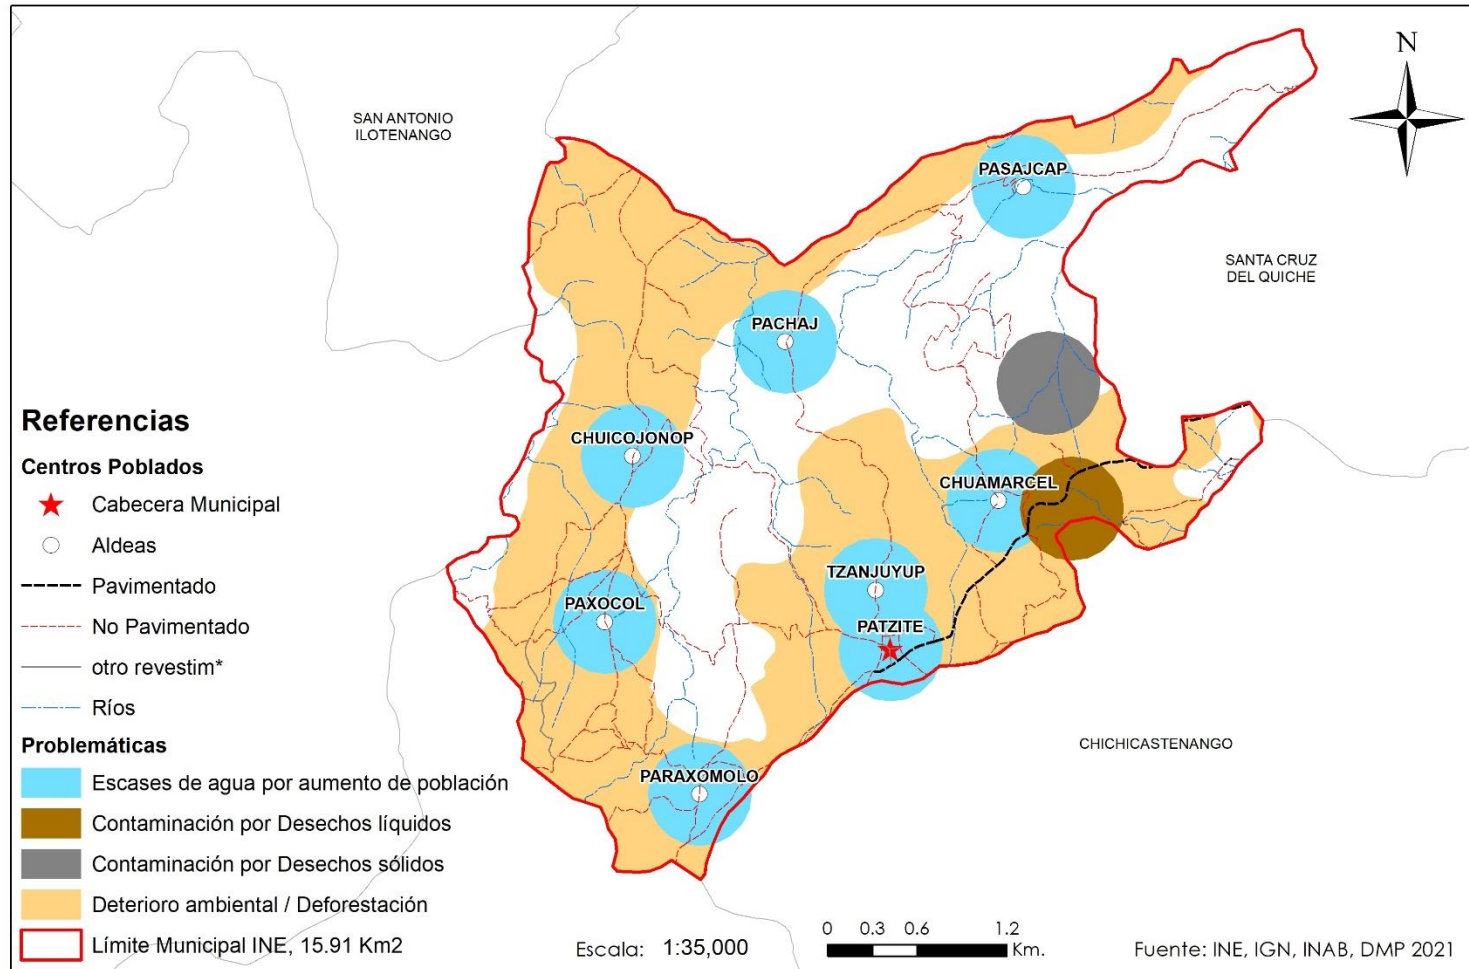 N
SAN ANTONIO
ILOTENANGO
PASAJCAP
SANTA CRUZ
DEL QUICHE
PACHAJ
CHUICOJONOP
CHUAMARCEL
TZANJUYUP
PATZITE
PAXOCOL
PARAXOMOLO
CHICHICASTENANGO
Referencias
Centros Poblados
Cabecera Municipal
Aldeas
Pavimentado
No Pavimentado
otro revestim*
Ríos
Problemáticas
Escases de agua por aumento de población
Contaminación por Desechos líquidos
Contaminación por Desechos sólidos
Deterioro ambiental / Deforestación
Límite Municipal INE, 15.91 Km2
Escala: 1:35,000
0 0.3 0.6 1.2
Km.
Fuente: INE, IGN, INAB, DMP 2021